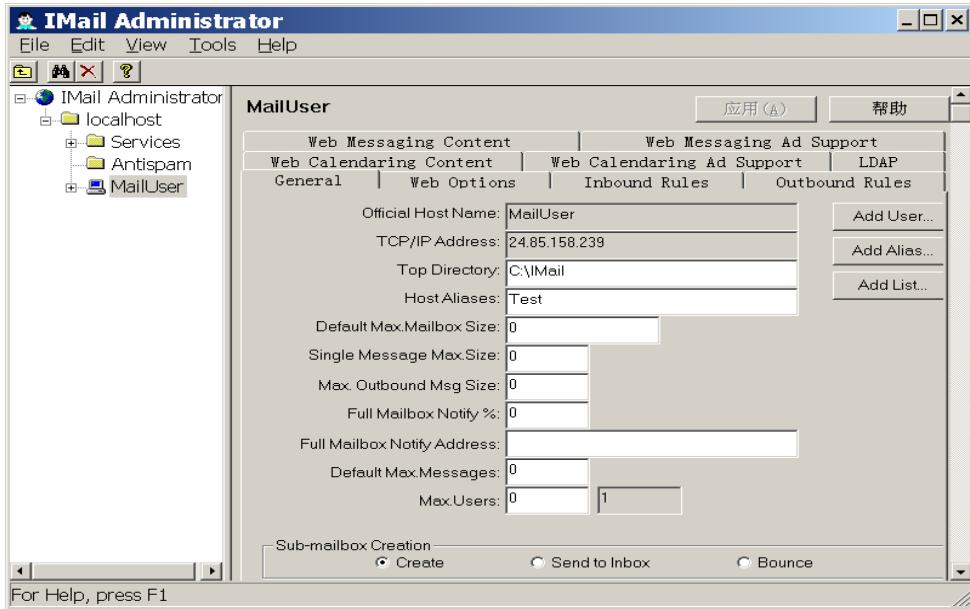 IMail Administrator
File Edit View Tools Help
IMail Administrator
localhost
Services
Antispam
MailUser
MailUser
应用(A) 帮助
Web Messaging Content Web Messaging Ad Support
Web Calendaring Content Web Calendaring Ad Support LDAP
General Web Options Inbound Rules Outbound Rules
Official Host Name: MailUser Add User...
TCP/IP Address: 24.85.158.239 Add Alias...
Top Directory: C:\IMail
Add List...
Host Aliases: Test
Default Max.Mailbox Size: 0
Single Message Max.Size: 0
Max. Outbound Msg Size: 0
Full Mailbox Notify %: 0
Full Mailbox Notify Address:
Default Max.Messages: 0
Max.Users: 0 1
Sub-mailbox Creation
Create Send to Inbox Bounce
For Help, press F1